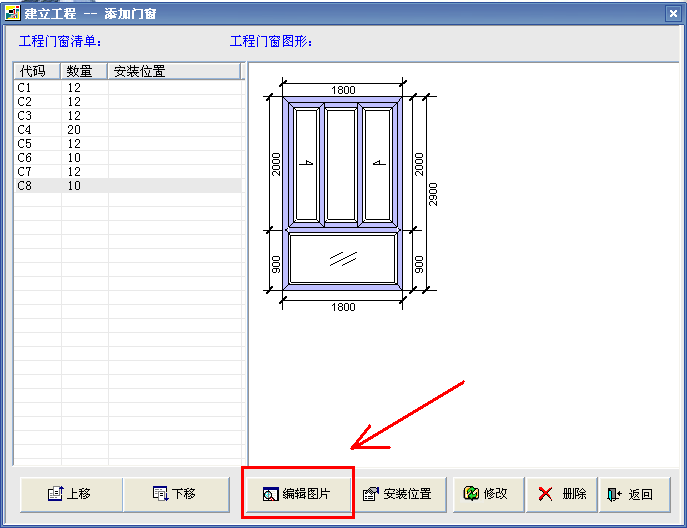 建立工程 -- 添加门窗
工程门窗清单: 工程门窗图形:
代码 数量 安装位置
C1 12
C2 12
C3 12
C4 20
C5 12
C6 10
C7 12
C8 10
1800
2000 2000
2900
900 900
1800
上移 下移 编辑图片 安装位置 修改 删除 返回